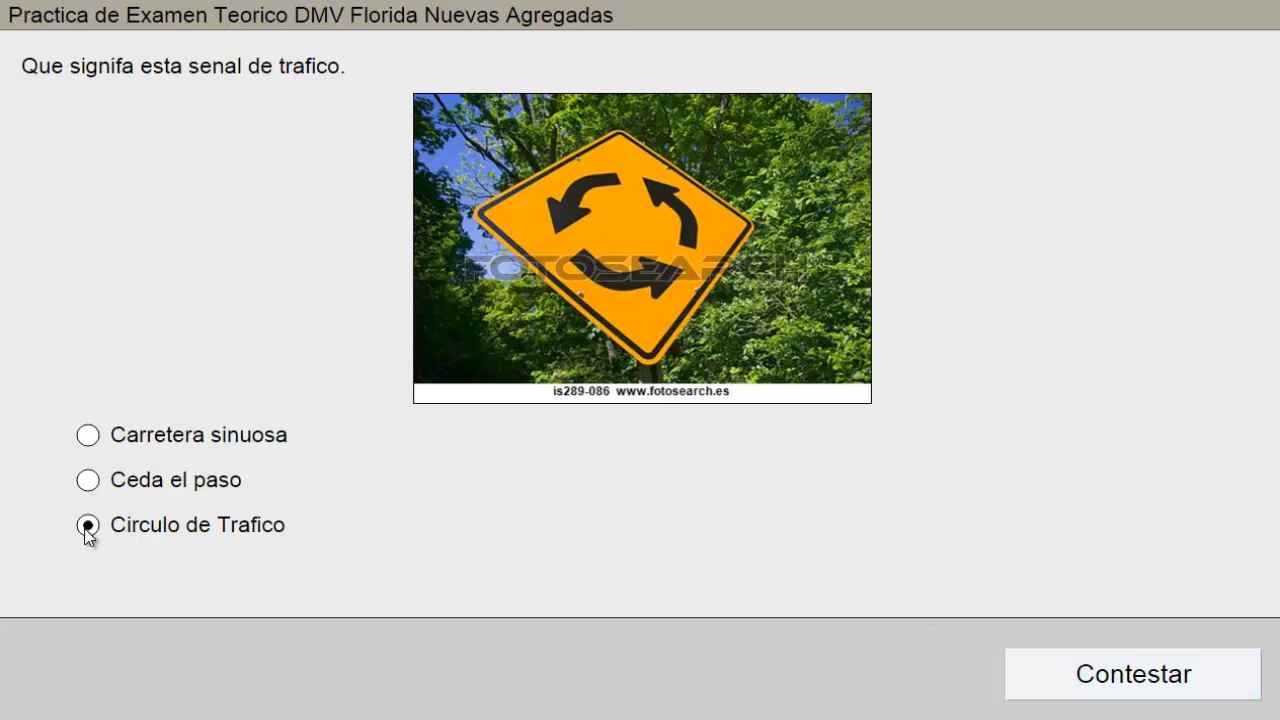 Practica de Examen Teorico DMV Florida Nuevas Agregadas
Que signifa esta senal de trafico.
FOTOSEARCH
is289-086 www.fotosearch.es
Carretera sinuosa
Ceda el paso
Circulo de Trafico
Contestar